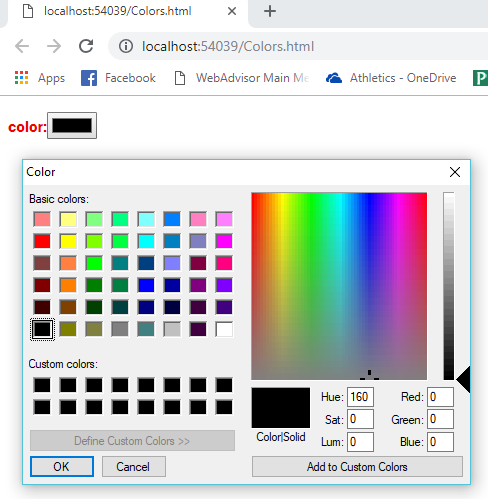 Colors.html
localhost:54039/Colors.html
Apps Facebook WebAdvisor Main Me Athletics - OneDrive P
color:
Color
Basic colors:
Custom colors:
Define Custom Colors >>
OK Cancel
Color|Solid
Hue: 160 Red: 0
Sat: 0 Green: 0
Lum: 0 Blue: 0
Add to Custom Colors